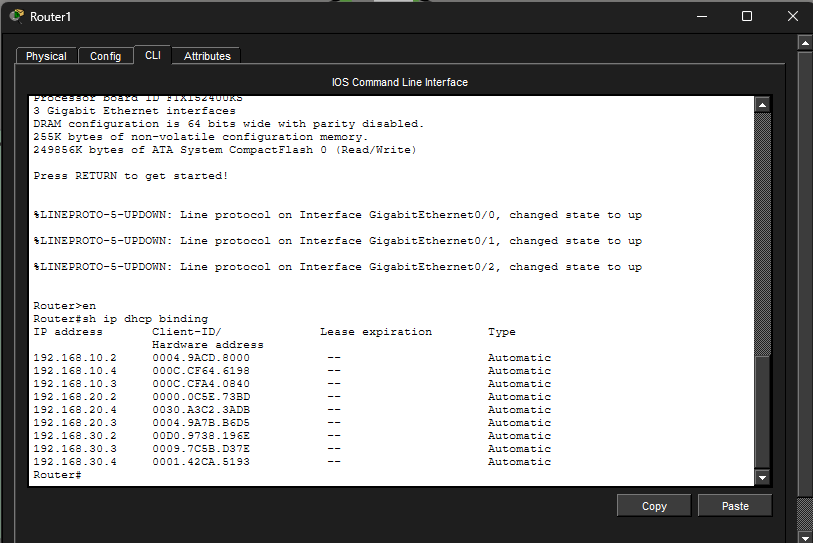 Router1
Physical Config CLI Attributes
IOS Command Line Interface
Processor board ID FTX152400KS
3 Gigabit Ethernet interfaces
DRAM configuration is 64 bits wide with parity disabled.
255K bytes of non-volatile configuration memory.
249856K bytes of ATA System CompactFlash 0 (Read/Write)
Press RETURN to get started!
%LINEPROTO-5-UPDOWN: Line protocol on Interface GigabitEthernet0/0, changed state to up
%LINEPROTO-5-UPDOWN: Line protocol on Interface GigabitEthernet0/1, changed state to up
%LINEPROTO-5-UPDOWN: Line protocol on Interface GigabitEthernet0/2, changed state to up
Router>en
Router#sh ip dhcp binding
IP address Client-ID/ Lease expiration Type
Hardware address
192.168.10.2 0004.9ACD.8000 -- Automatic
192.168.10.4 000C.CF64.6198 -- Automatic
192.168.10.3 000C.CFA4.0840 -- Automatic
192.168.20.2 0000.0C5E.73BD -- Automatic
192.168.20.4 0030.A3C2.3ADB -- Automatic
192.168.20.3 0004.9A7B.B6D5 -- Automatic
192.168.30.2 00D0.9738.196E -- Automatic
192.168.30.3 0009.7C5B.D37E -- Automatic
192.168.30.4 0001.42CA.5193 -- Automatic
Router#
Copy Paste